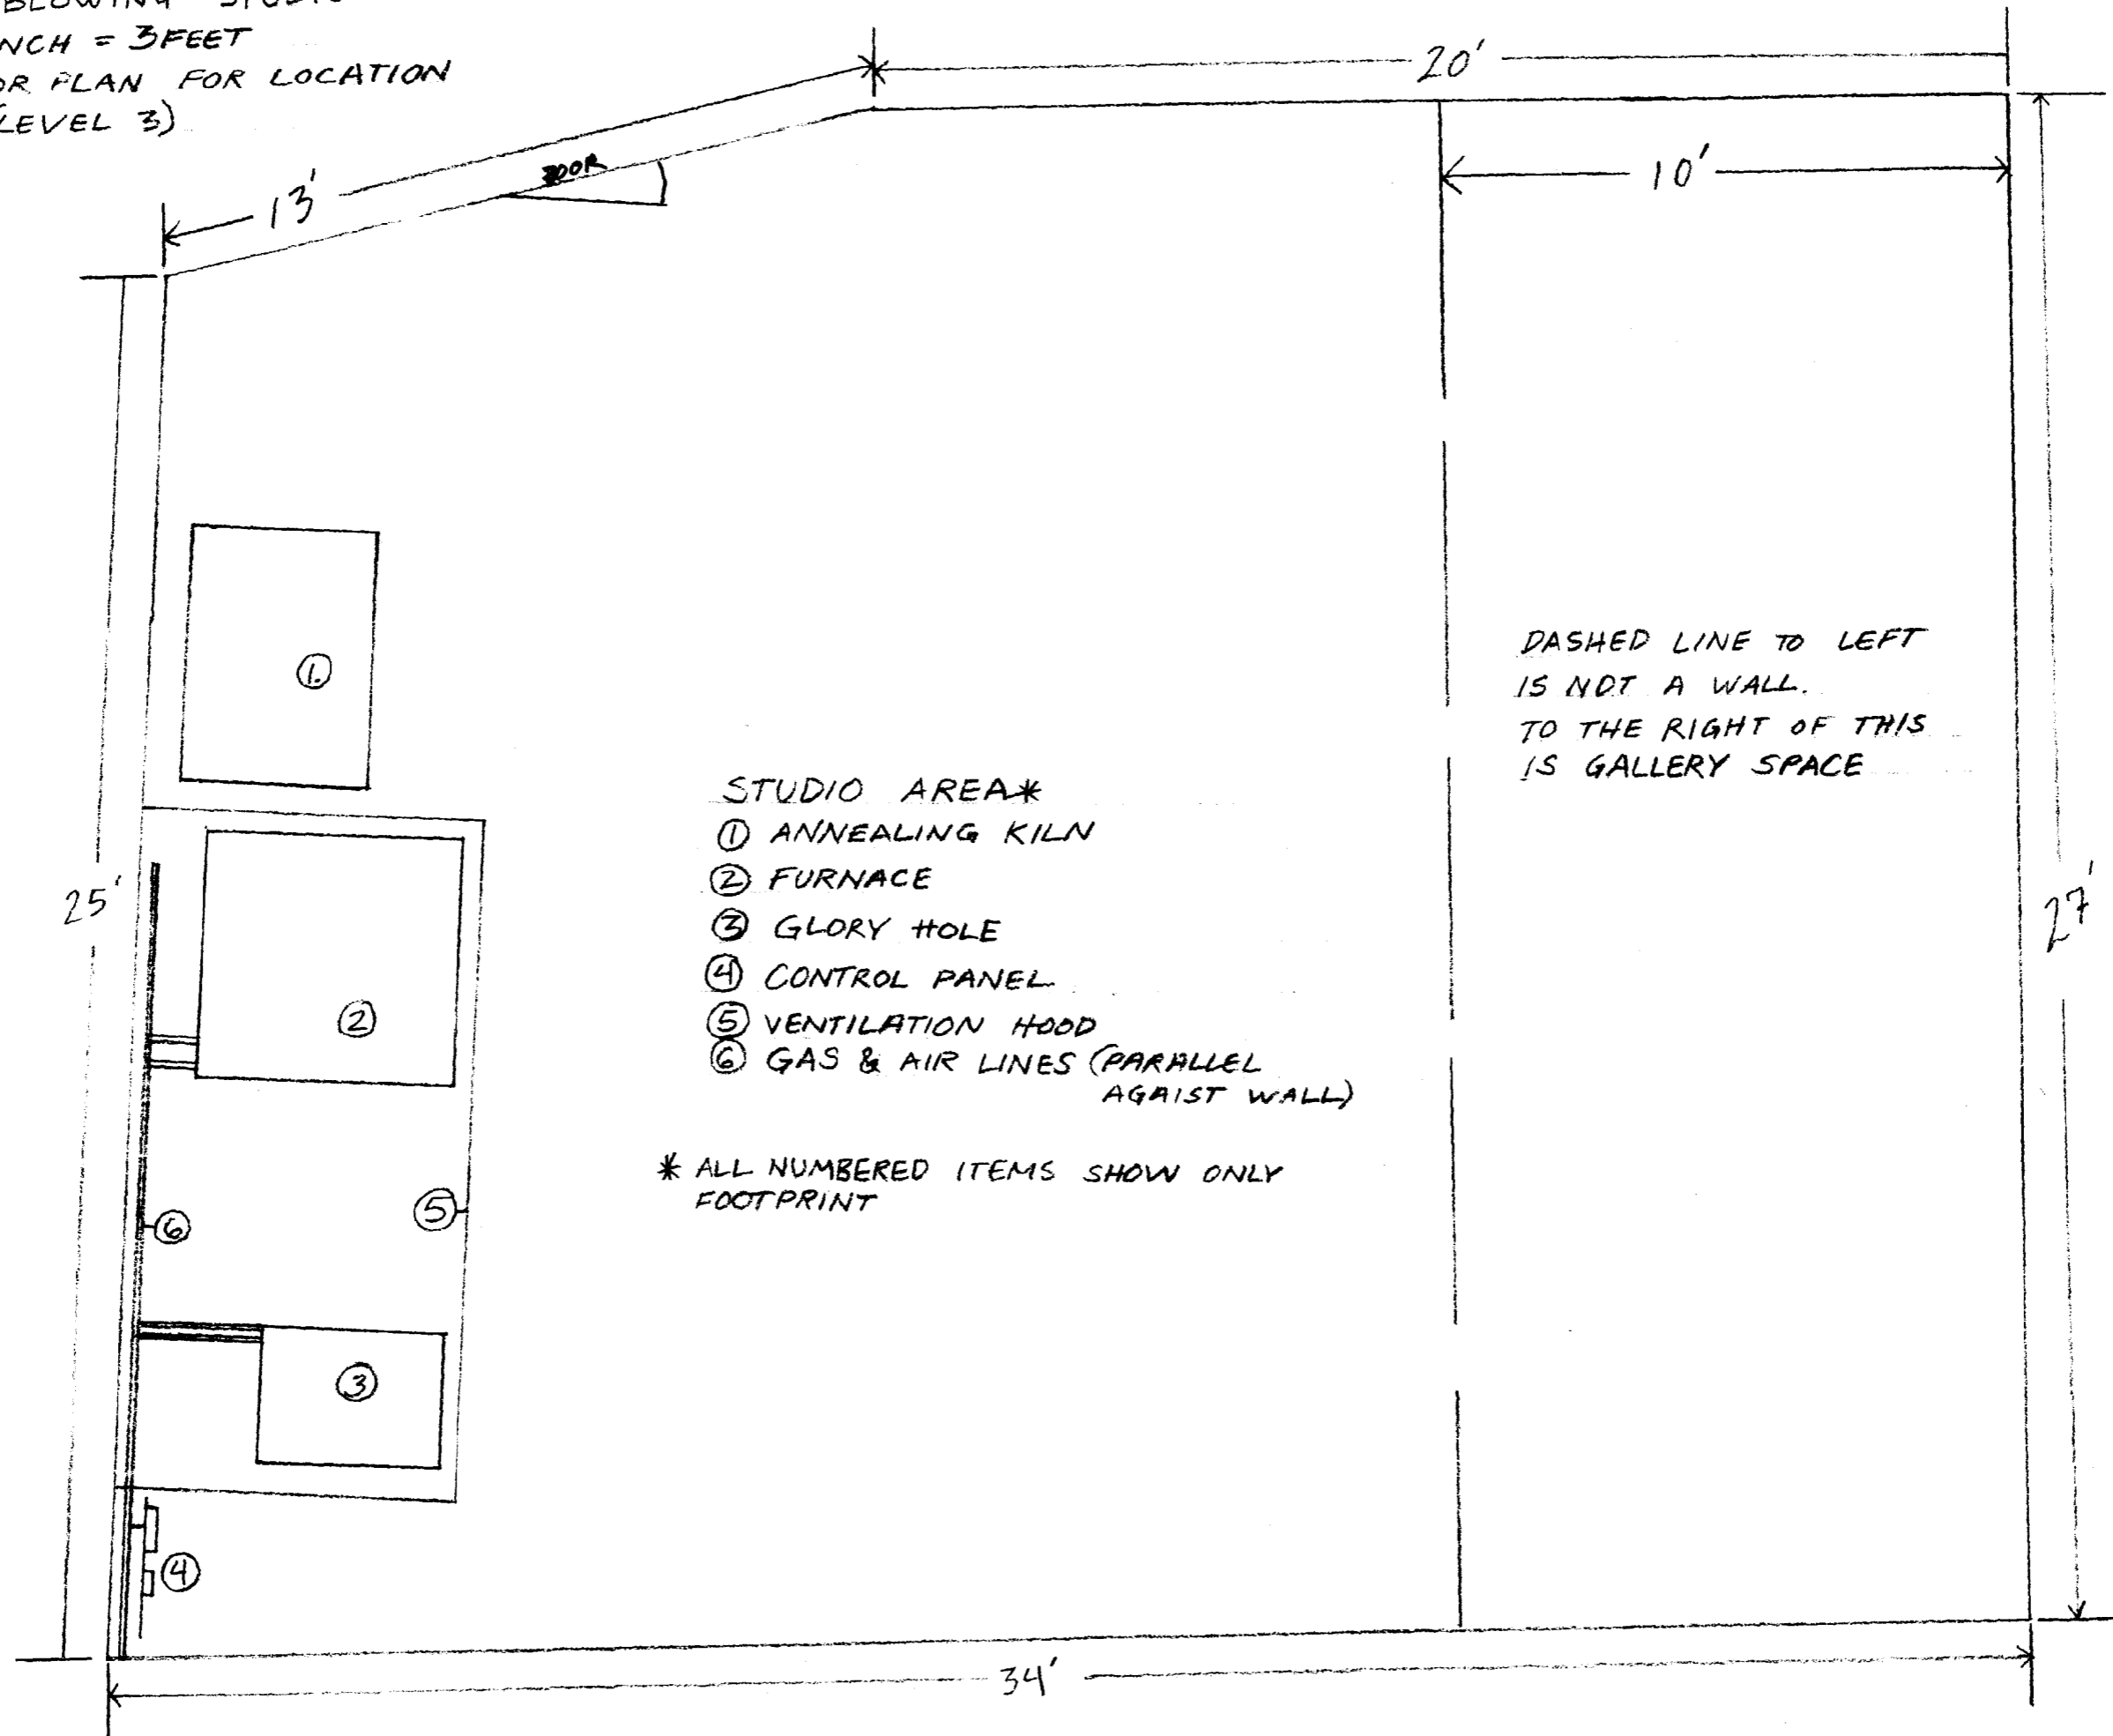 BLOWING STUDIO
NCH = 3FEET
OR PLAN FOR LOCATION
(LEVEL 3)
20'
13'
DOOR
10'
DASHED LINE TO LEFT
IS NOT A WALL.
TO THE RIGHT OF THIS
IS GALLERY SPACE
1
STUDIO AREA*
1 ANNEALING KILN
2 FURNACE
3 GLORY HOLE
4 CONTROL PANEL
5 VENTILATION HOOD
6 GAS & AIR LINES (PARALLEL
AGAIST WALL)
* ALL NUMBERED ITEMS SHOW ONLY
FOOTPRINT
25'
27'
2
5
6
3
4
34'